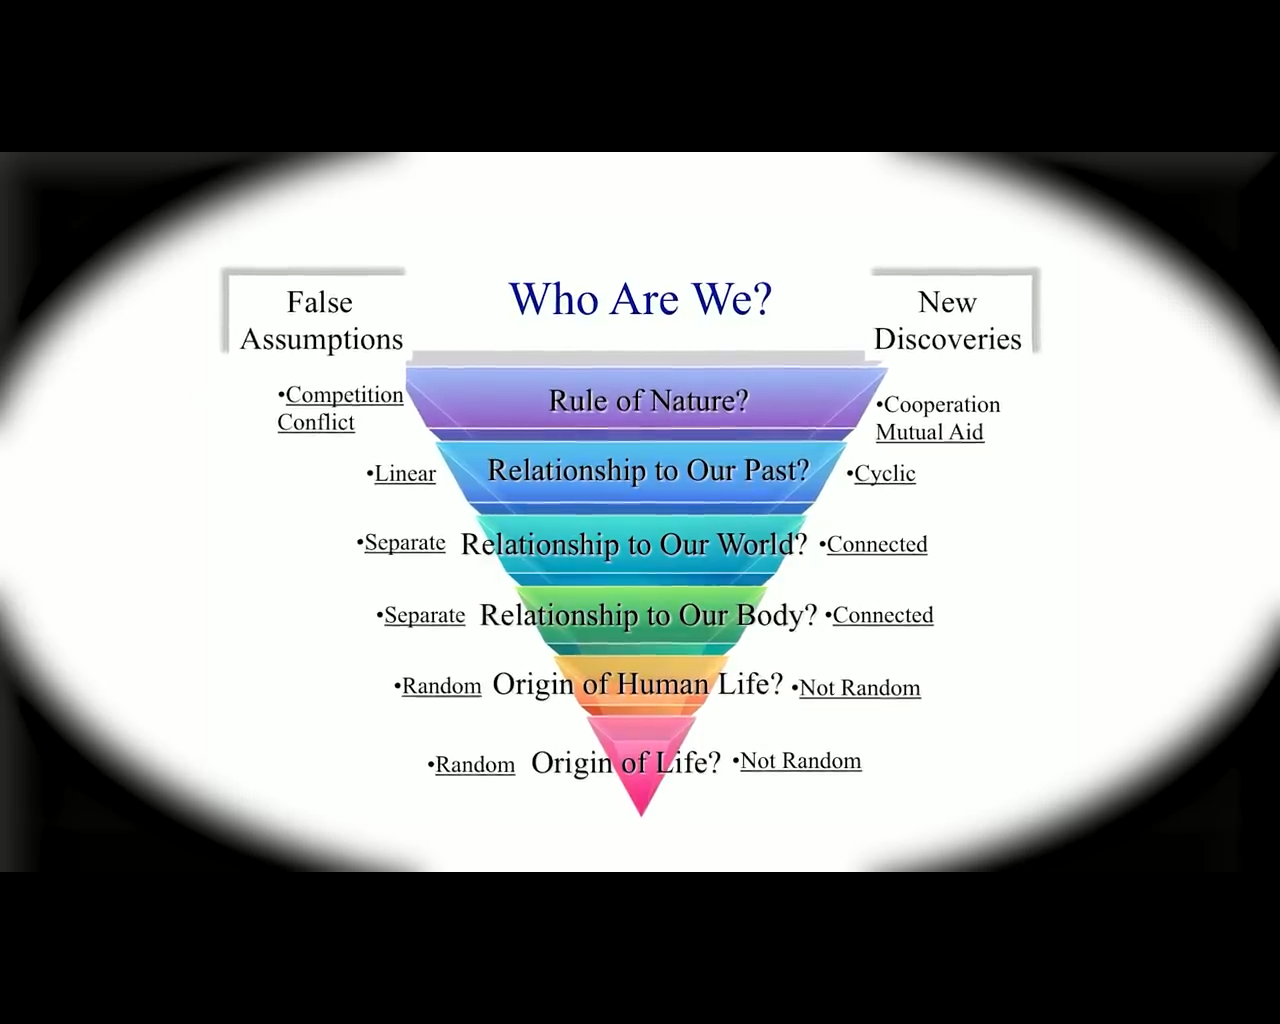 Who Are We?
False
Assumptions
New
Discoveries
•Competition
Conflict
Rule of Nature?
•Cooperation
Mutual Aid
•Linear
Relationship to Our Past?
•Cyclic
•Separate
Relationship to Our World?
•Connected
•Separate
Relationship to Our Body?
•Connected
•Random
Origin of Human Life?
•Not Random
•Random
Origin of Life?
•Not Random